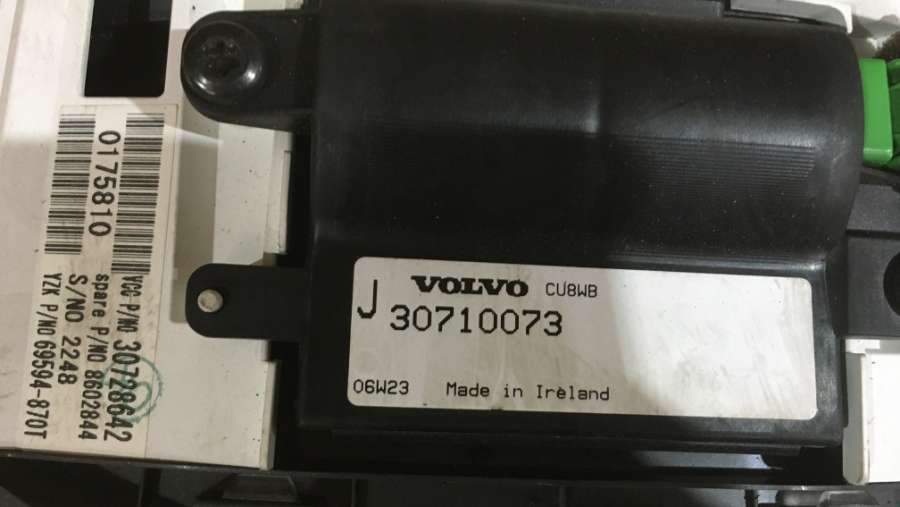 0175810
VCC P/NO 30728642
spare P/NO 8602844
S/NO 2248
YZK P/NO 69594-870T
VOLVO CU8WB
J 30710073
06W23 Made in Ireland